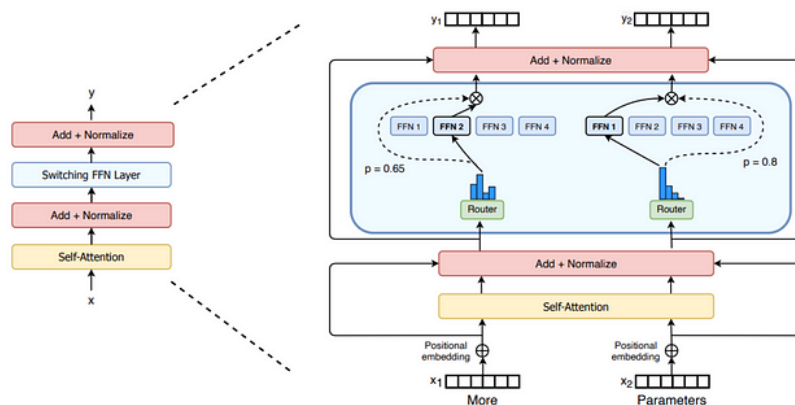 y
Add + Normalize
Switching FFN Layer
Add + Normalize
Self-Attention
x
y1 y2
Add + Normalize
FFN 1 FFN 2 FFN 3 FFN 4 FFN 1 FFN 2 FFN 3 FFN 4
p = 0.65 p = 0.8
Router Router
Add + Normalize
Self-Attention
Positional Positional
embedding embedding
x1 x2
More Parameters